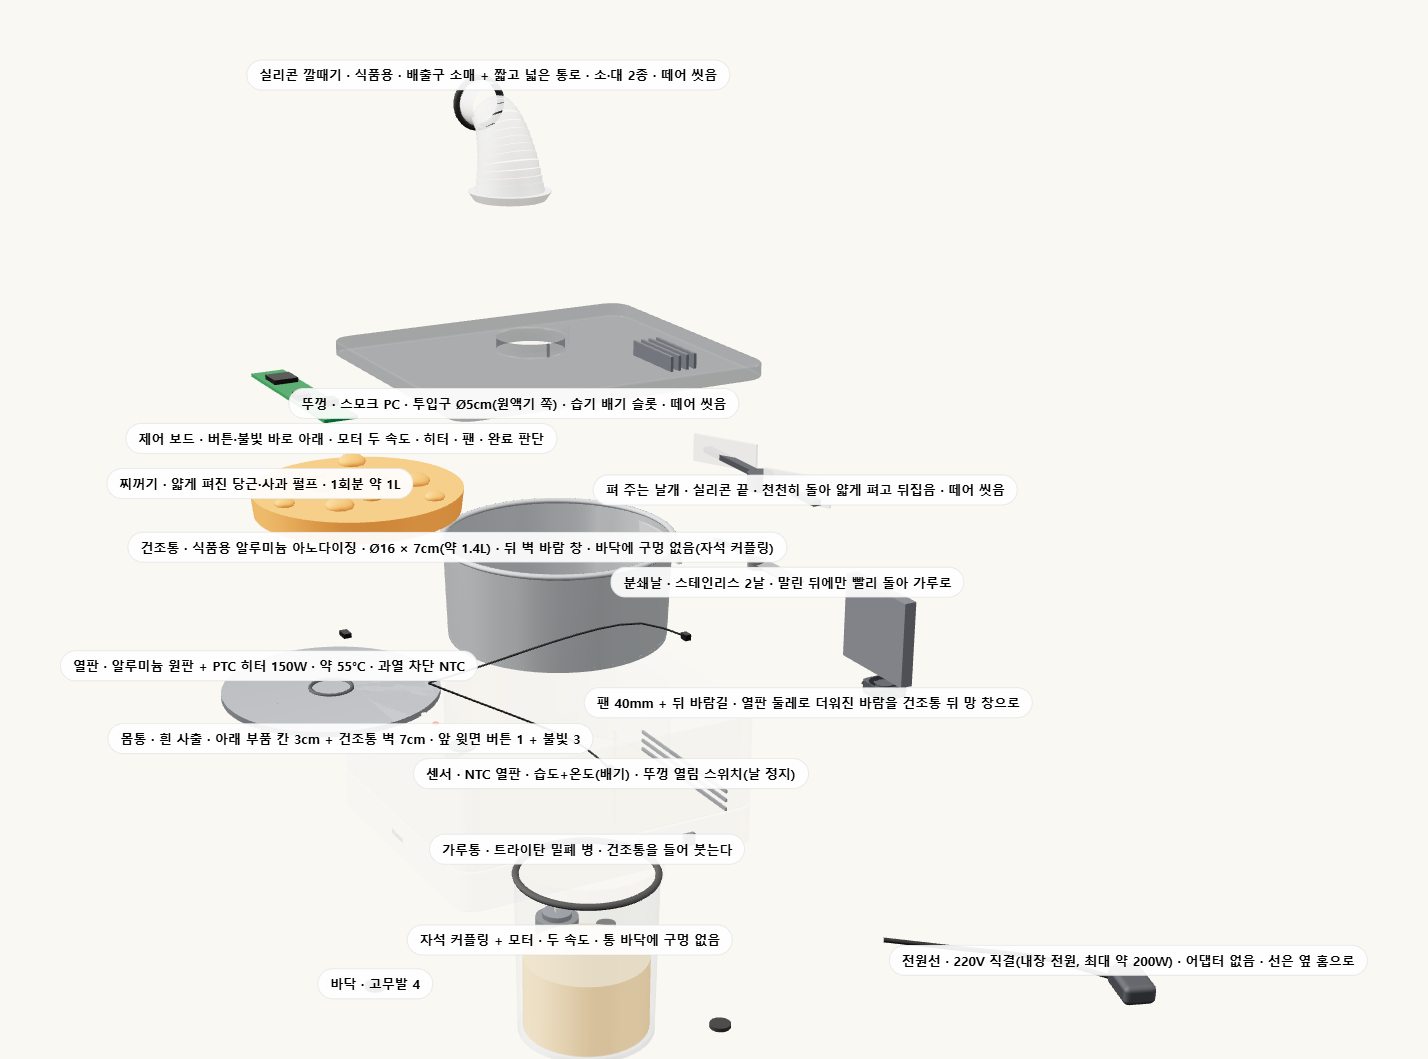 실리콘 깔때기 · 식품용 · 배출구 소매 + 짧고 넓은 통로 · 소·대 2종 · 떼어 씻음
뚜껑 · 스모크 PC · 투입구 Ø5cm(원액기 쪽) · 습기 배기 슬롯 · 떼어 씻음
제어 보드 · 버튼·불빛 바로 아래 · 모터 두 속도 · 히터 · 팬 · 완료 판단
찌꺼기 · 얇게 펴진 당근·사과 펄프 · 1회분 약 1L
펴 주는 날개 · 실리콘 끝 · 천천히 돌아 얇게 펴고 뒤집음 · 떼어 씻음
건조통 · 식품용 알루미늄 아노다이징 · Ø16 × 7cm(약 1.4L) · 뒤 벽 바람 창 · 바닥에 구멍 없음(자석 커플링)
분쇄날 · 스테인리스 2날 · 말린 뒤에만 빨리 돌아 가루로
열판 · 알루미늄 원판 + PTC 히터 150W · 약 55°C · 과열 차단 NTC
팬 40mm + 뒤 바람길 · 열판 둘레로 더워진 바람을 건조통 뒤 망 창으로
몸통 · 흰 사출 · 아래 부품 칸 3cm + 건조통 벽 7cm · 앞 윗면 버튼 1 + 불빛 3
센서 · NTC 열판 · 습도+온도(배기) · 뚜껑 열림 스위치(날 정지)
가루통 · 트라이탄 밀폐 병 · 건조통을 들어 붓는다
자석 커플링 + 모터 · 두 속도 · 통 바닥에 구멍 없음
전원선 · 220V 직결(내장 전원, 최대 약 200W) · 어댑터 없음 · 선은 옆 홈으로
바닥 · 고무발 4